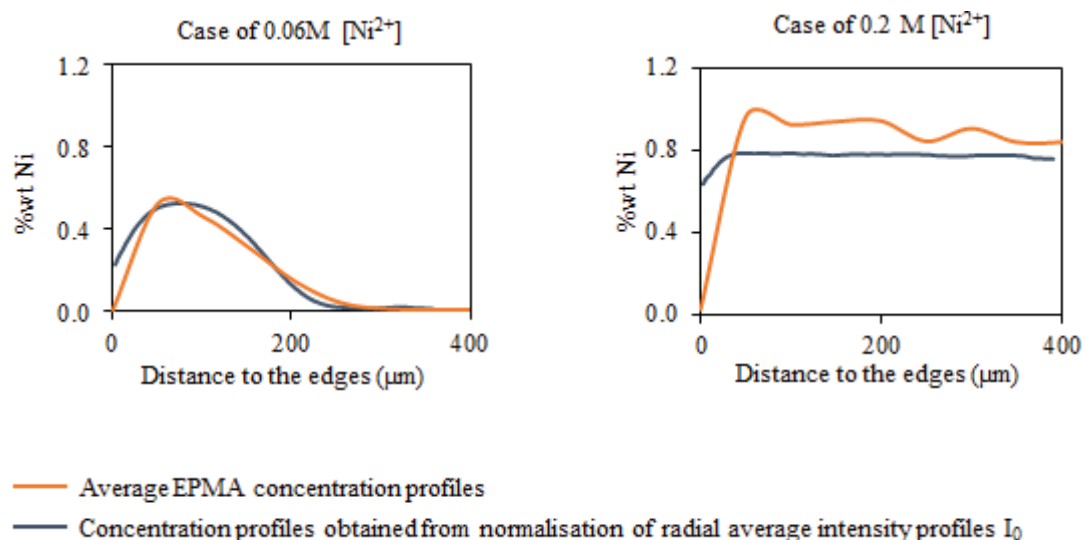 Case of 0.06M [Ni²⁺]
1.2
0.8
0.4
0.0
%wt Ni
0 200 400
Distance to the edges (µm)
Case of 0.2 M [Ni²⁺]
1.2
0.8
0.4
0.0
%wt Ni
0 200 400
Distance to the edges (µm)
Average EPMA concentration profiles
Concentration profiles obtained from normalisation of radial average intensity profiles I₀